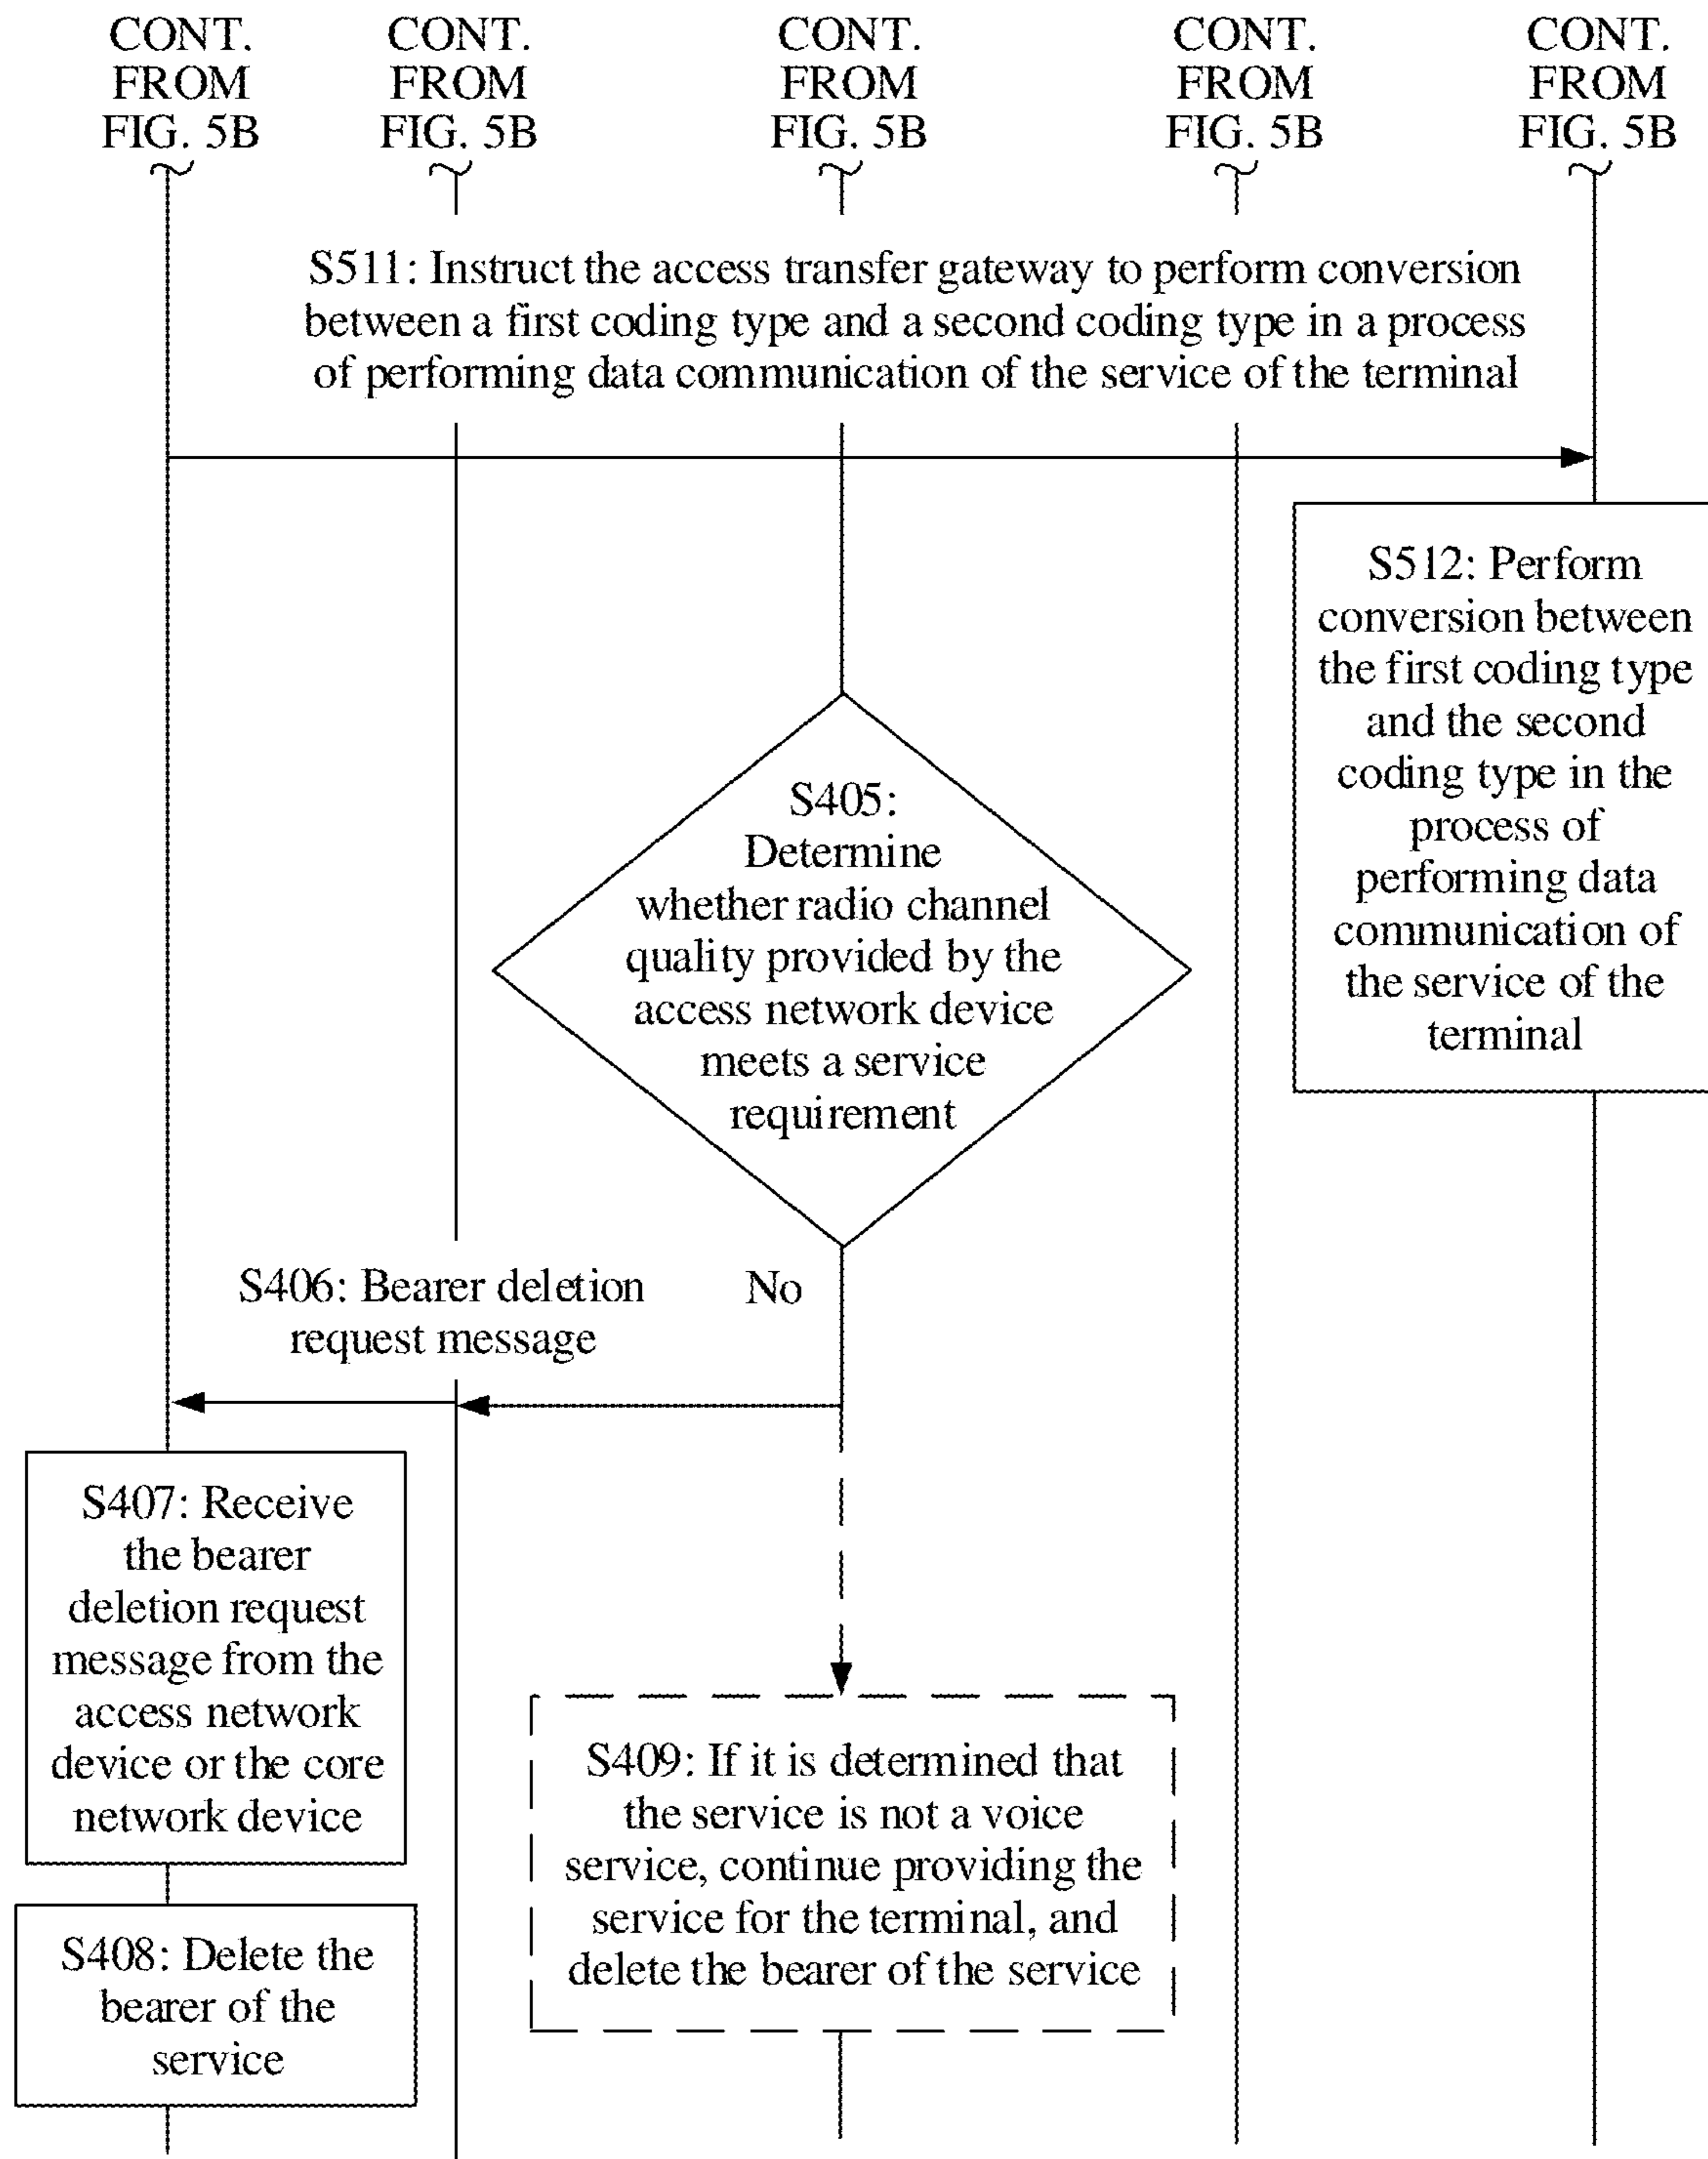 CONT.
FROM
FIG. 5B
CONT.
FROM
FIG. 5B
CONT.
FROM
FIG. 5B
CONT.
FROM
FIG. 5B
CONT.
FROM
FIG. 5B
S511: Instruct the access transfer gateway to perform conversion
between a first coding type and a second coding type in a process
of performing data communication of the service of the terminal
S512: Perform
conversion between
the first coding type
and the second
coding type in the
process of
performing data
communication of
the service of the
terminal
S405:
Determine
whether radio channel
quality provided by the
access network device
meets a service
requirement
S406: Bearer deletion
request message
No
S407: Receive
the bearer
deletion request
message from the
access network
device or the core
network device
S409: If it is determined that
the service is not a voice
service, continue providing the
service for the terminal, and
delete the bearer of the service
S408: Delete the
bearer of the
service